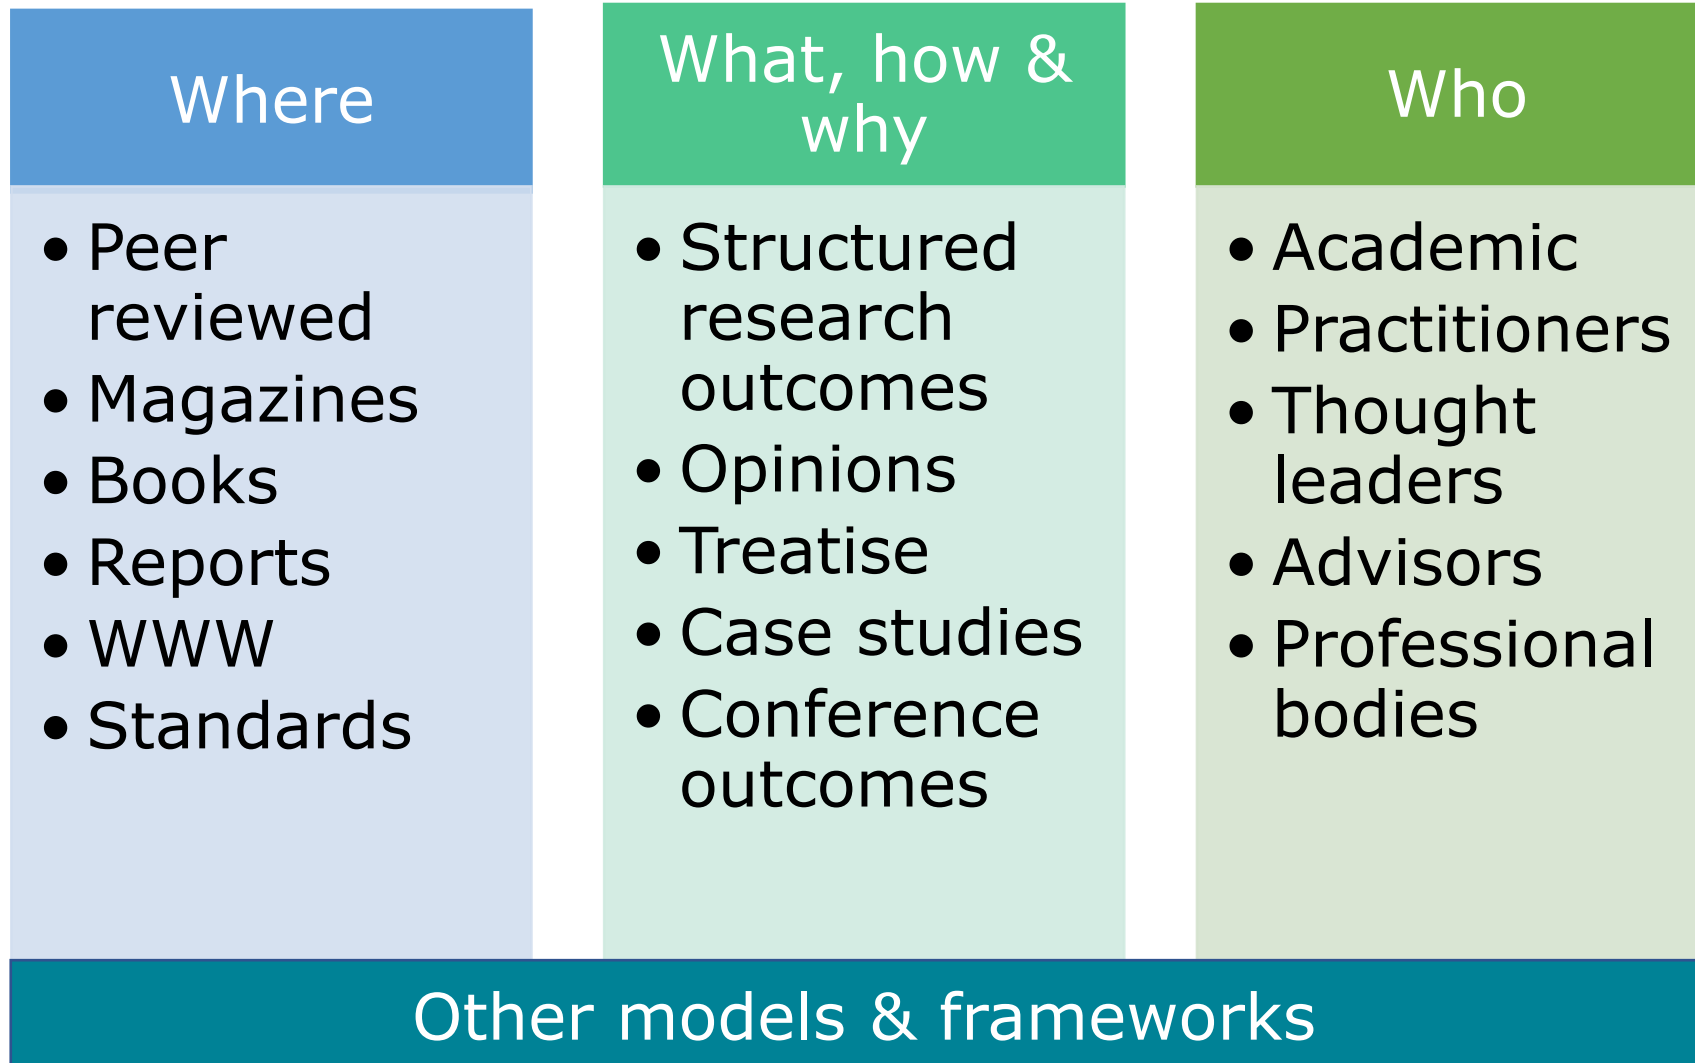 Where
• Peer
reviewed
• Magazines
• Books
• Reports
• WWW
• Standards
What, how &
why
• Structured
research
outcomes
• Opinions
• Treatise
• Case studies
• Conference
outcomes
Who
• Academic
• Practitioners
• Thought
leaders
• Advisors
• Professional
bodies
Other models & frameworks